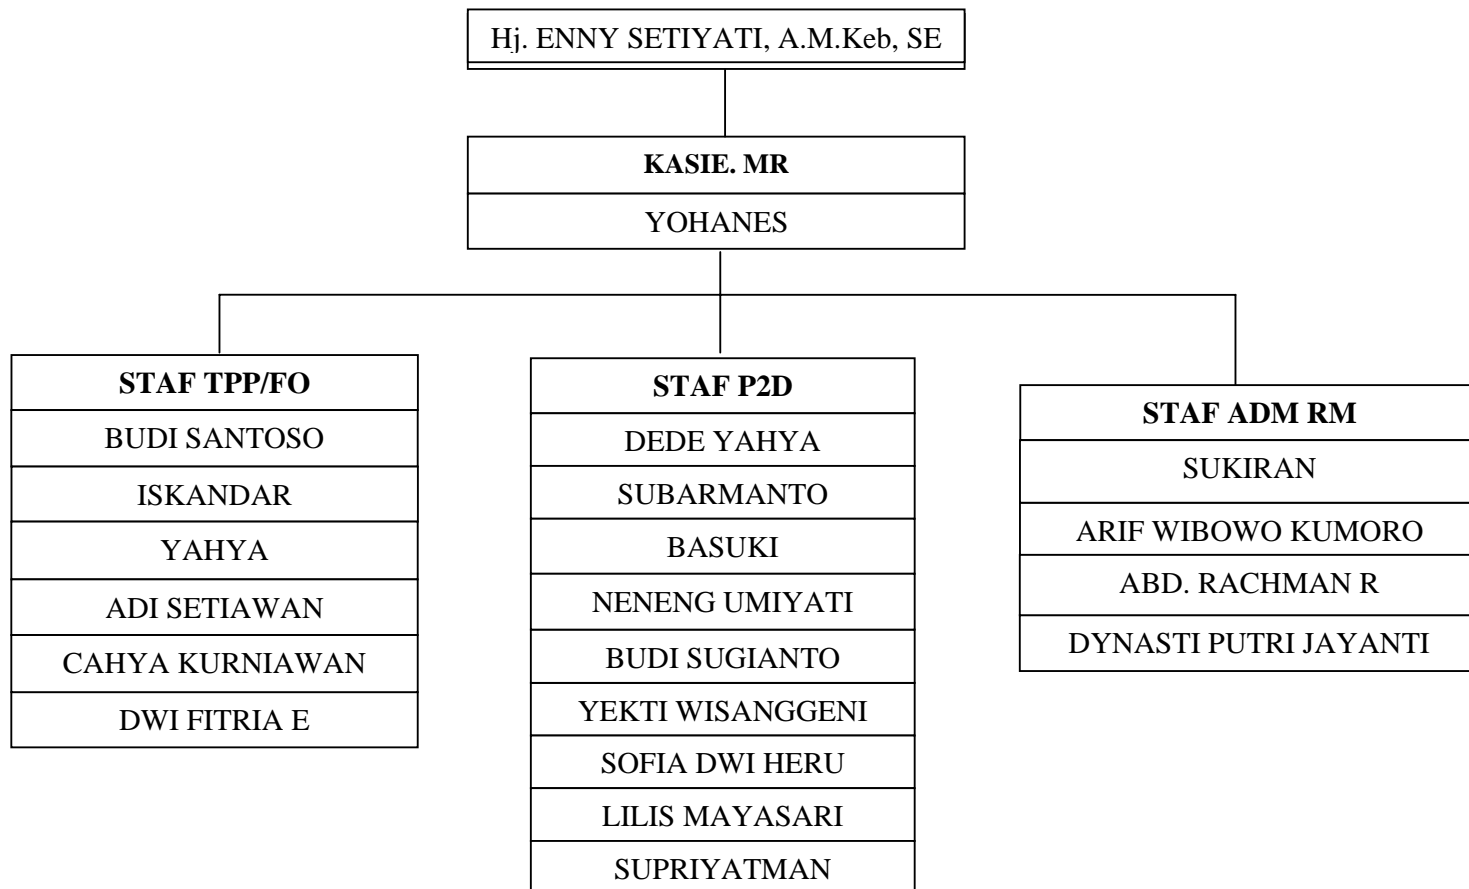 Hj. ENNY SETIYATI, A.M.Keb, SE
KASIE. MR
YOHANES
STAF TPP/FO
BUDI SANTOSO
ISKANDAR
YAHYA
ADI SETIAWAN
CAHYA KURNIAWAN
DWI FITRIA E
STAF P2D
DEDE YAHYA
SUBARMANTO
BASUKI
NENENG UMIYATI
BUDI SUGIANTO
YEKTI WISANGGENI
SOFIA DWI HERU
LILIS MAYASARI
SUPRIYATMAN
STAF ADM RM
SUKIRAN
ARIF WIBOWO KUMORO
ABD. RACHMAN R
DYNASTI PUTRI JAYANTI